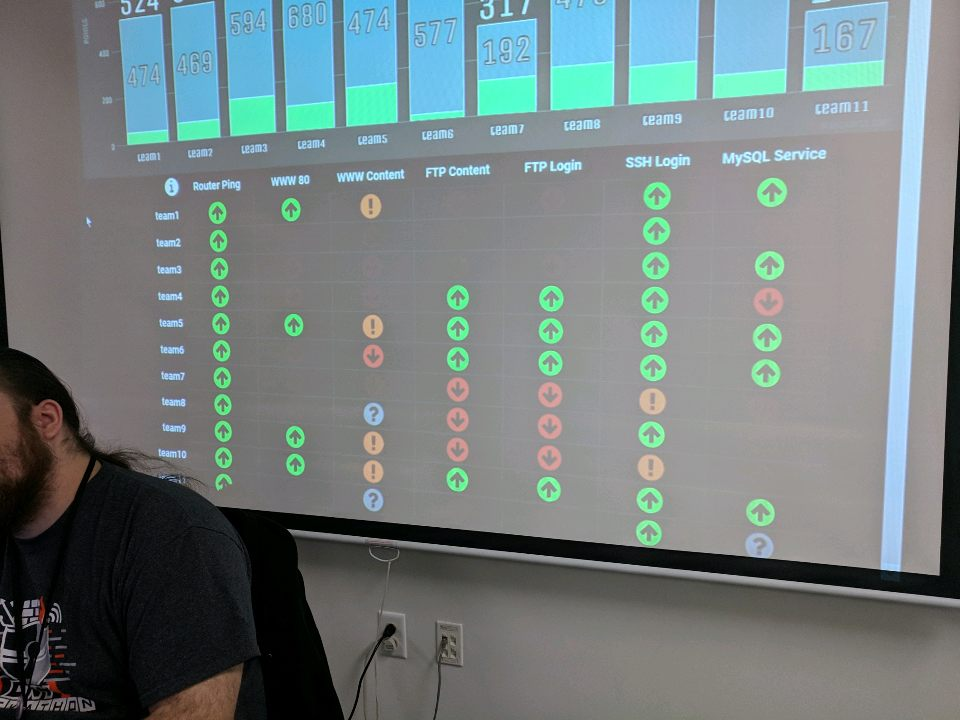 524
317
600
POINTS
400
200
0
474
469
594
680
474
577
192
167
team1 team2 team3 team4 team5 team6 team7 team8 team9 team10 team11
Router Ping WWW 80 WWW Content FTP Content FTP Login SSH Login MySQL Service
team1
team2
team3
team4
team5
team6
team7
team8
team9
team10